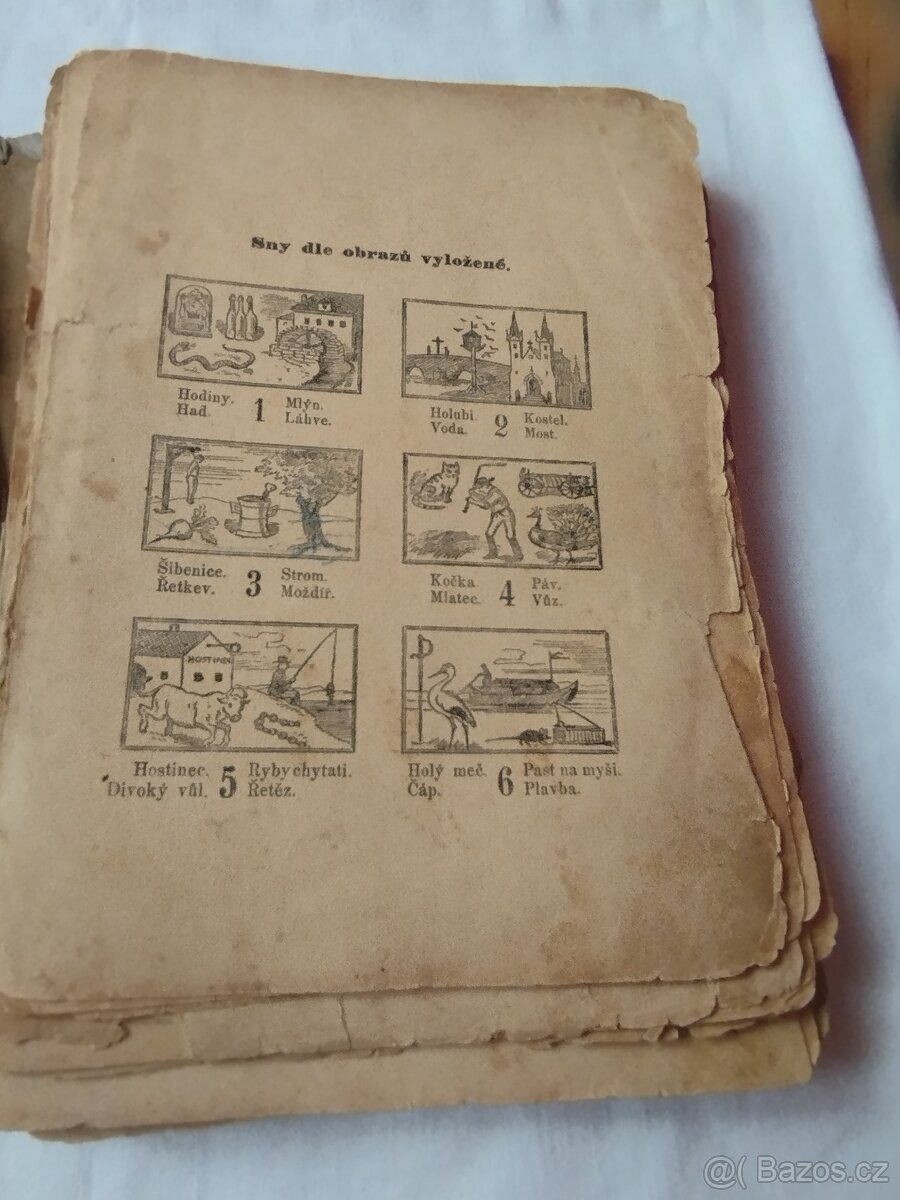 Sny dle obrazů vyložené.
Hodiny. 1 Mlýn.
Had. Láhve.
Holubi. 2 Kostel.
Voda. Most.
Šibenice. 3 Strom.
Řetkev. Moždíř.
Kočka. 4 Páv.
Mlatec. Vůz.
HOSTINEC
Hostinec. 5 Ryby chytati.
Divoký vůl. Řetěz.
Holý meč. 6 Past na myši.
Čáp. Plavba.
@( Bazos.cz